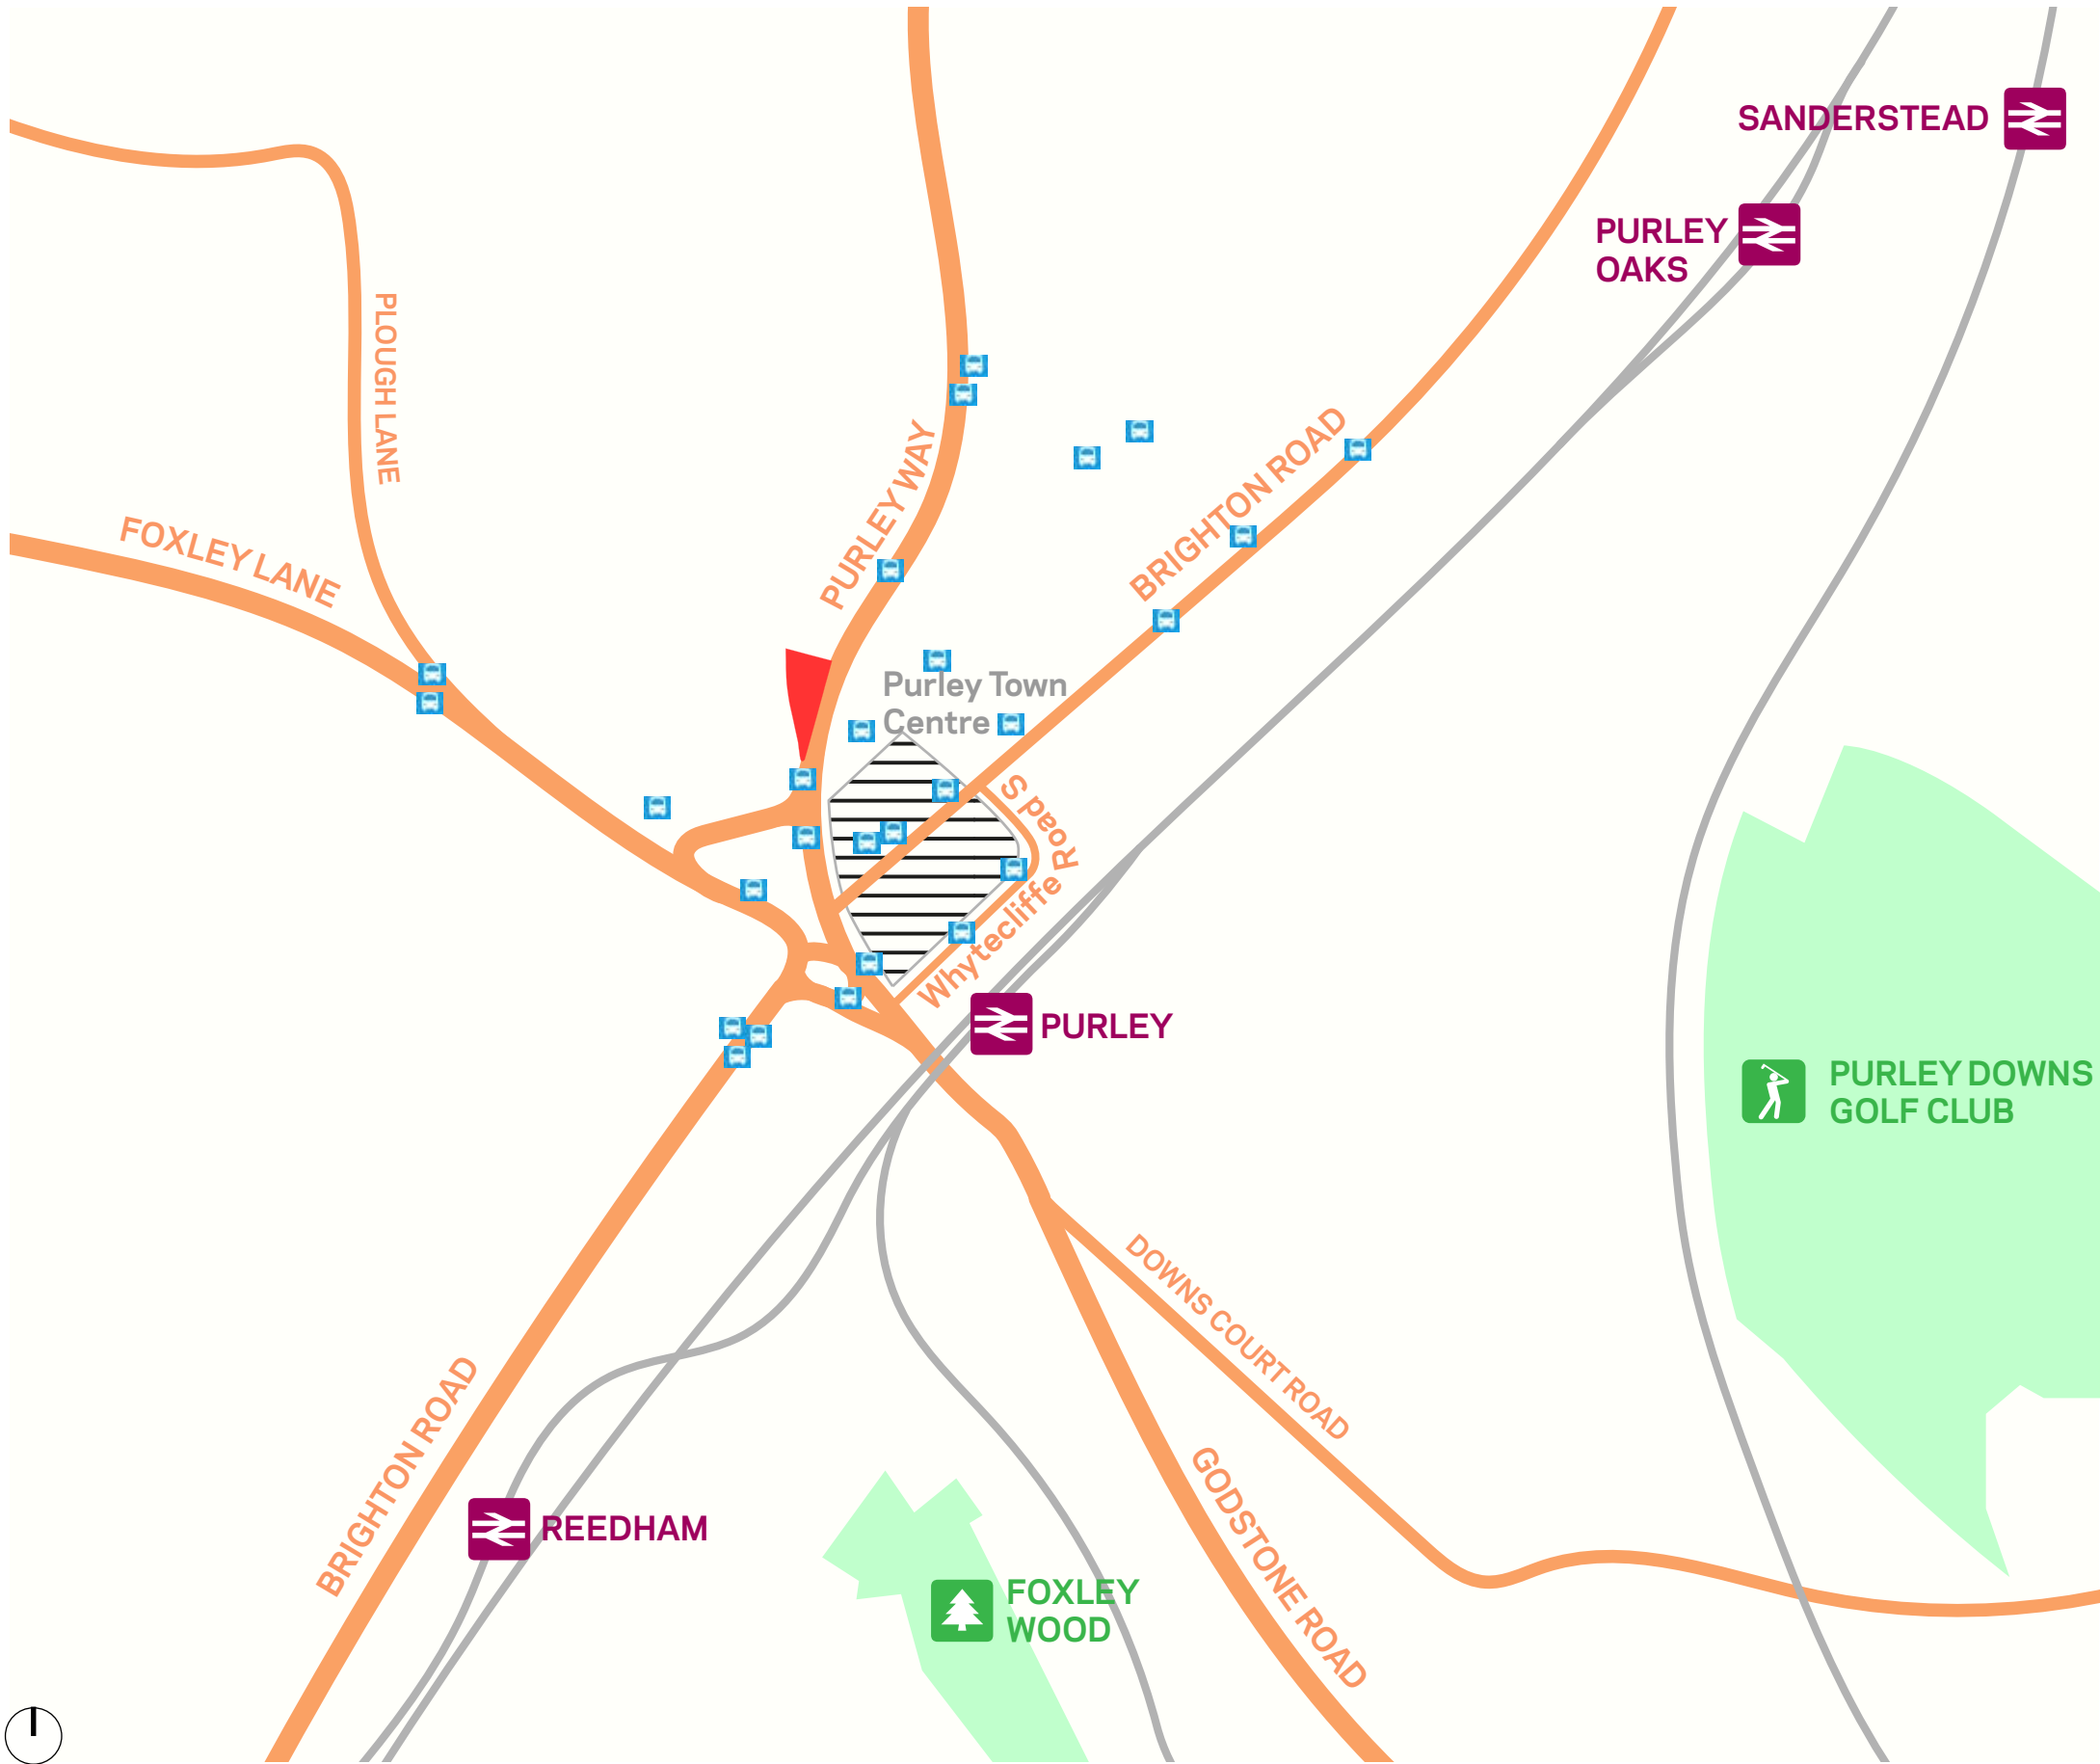 SANDERSTEAD
PURLEY
OAKS
PLOUGH LANE
FOXLEY LANE
PURLEY WAY
BRIGHTON ROAD
Purley Town
Centre
Whytecliffe Road S
PURLEY
PURLEY DOWNS
GOLF CLUB
DOWNS COURT ROAD
BRIGHTON ROAD
GODSTONE ROAD
REEDHAM
FOXLEY
WOOD